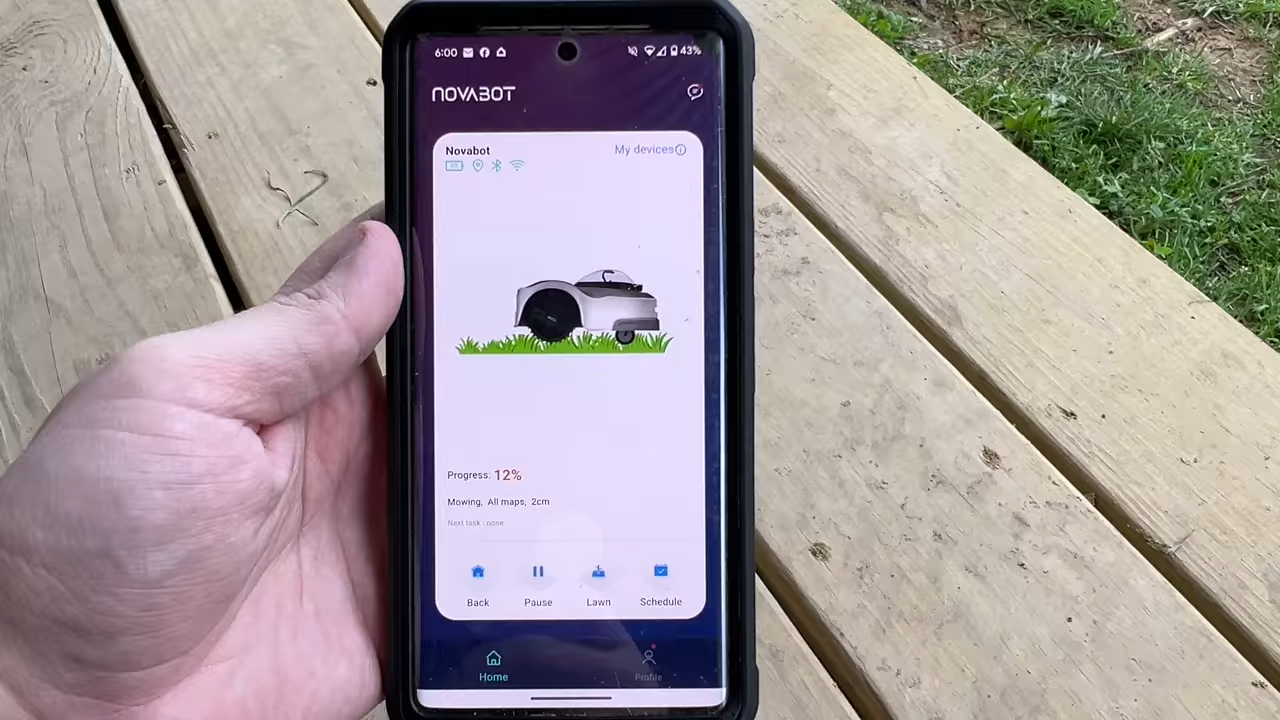 6:00 43%
NOVABOT
Novabot My devices
Progress: 12%
Mowing, All maps, 2cm
Next task : none
Back Pause Lawn Schedule
Home Profile